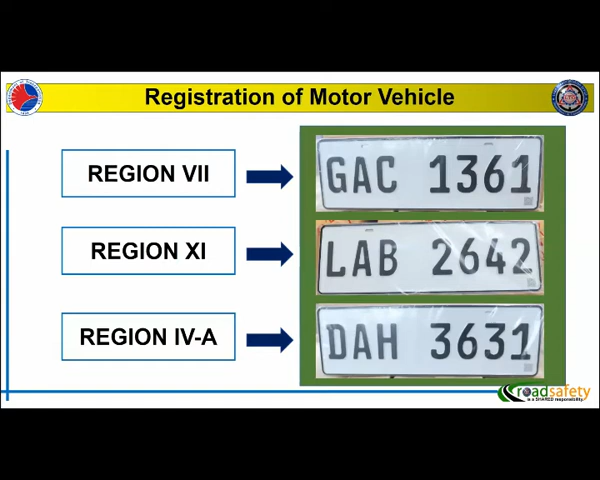 Registration of Motor Vehicle
REGION VII
GAC 1361
REGION XI
LAB 2642
REGION IV-A
DAH 3631
roadsafety
is a SHARED responsibility.